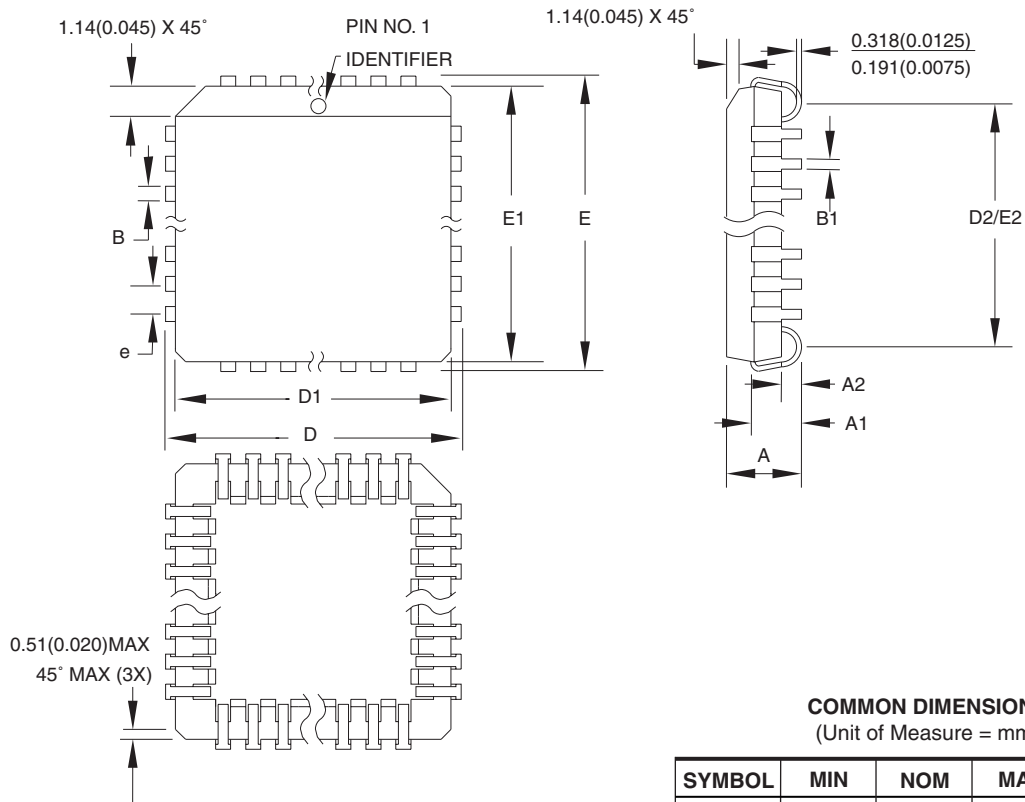 1.14(0.045) X 45˚
PIN NO. 1
IDENTIFIER
1.14(0.045) X 45˚
0.318(0.0125)
0.191(0.0075)
B
e
E1
E
B1
D2/E2
D1
D
A2
A1
A
0.51(0.020)MAX
45˚ MAX (3X)
COMMON DIMENSION
(Unit of Measure = mm
SYMBOL MIN NOM MA